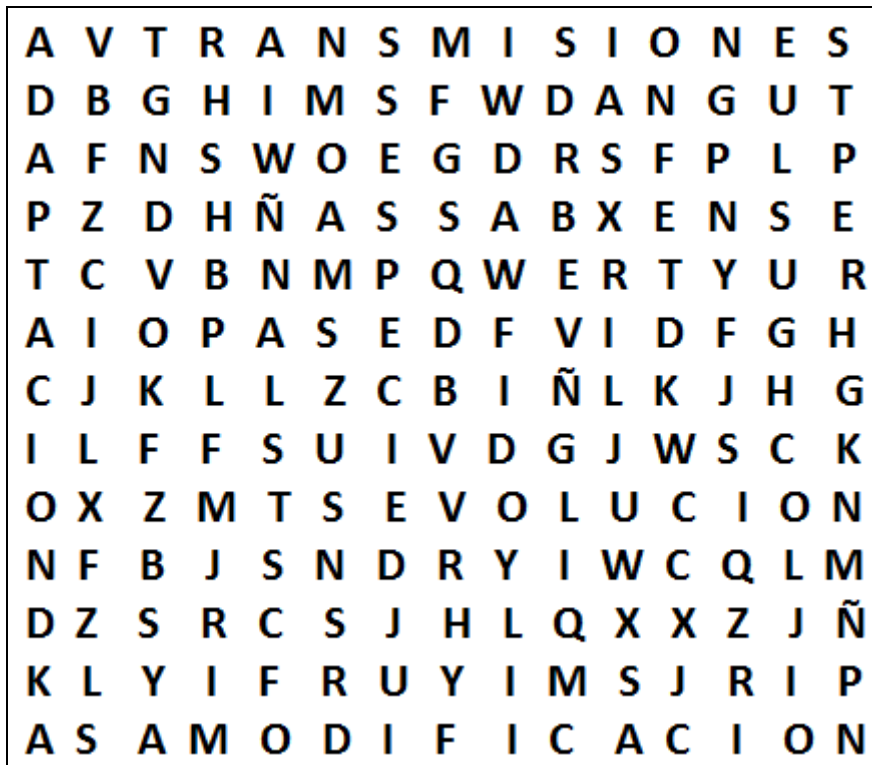 A V T R A N S M I S I O N E S
D B G H I M S F W D A N G U T
A F N S W O E G D R S F P L P
P Z D H Ñ A S S A B X E N S E
T C V B N M P Q W E R T Y U R
A I O P A S E D F V I D F G H
C J K L L Z C B I Ñ L K J H G
I L F F S U I V D G J W S C K
O X Z M T S E V O L U C I O N
N F B J S N D R Y I W C Q L M
D Z S R C S J H L Q X X Z J Ñ
K L Y I F R U Y I M S J R I P
A S A M O D I F I C A C I O N